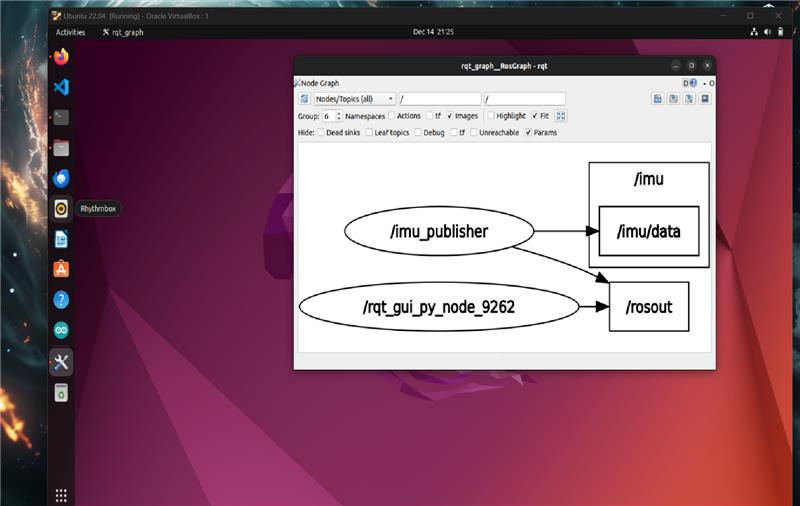 Ubuntu 22.04 [Running] - Oracle VirtualBox : 1
Activities
rqt_graph
Dec 14 21:25
rqt_graph__RosGraph - rqt
Node Graph
D
- O
Nodes/Topics (all)
/
/
Group: 6 Namespaces Actions tf Images Highlight Fit
Hide: Dead sinks Leaf topics Debug tf Unreachable Params
/imu
/imu_publisher
/imu/data
/rqt_gui_py_node_9262
/rosout
Rhythmbox